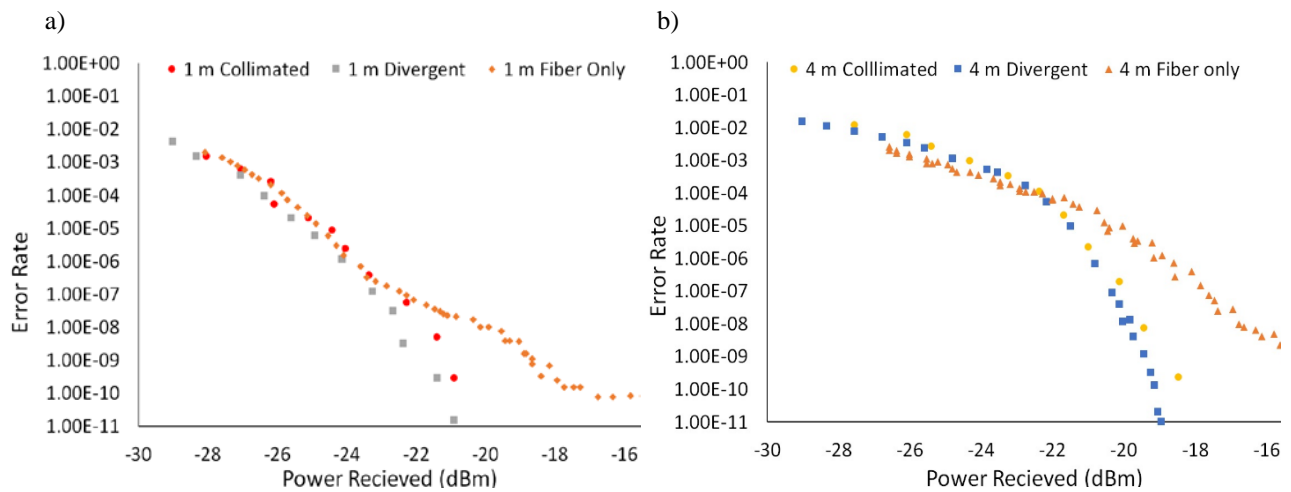 a)
1.00E+00
1 m Collimated 1 m Divergent 1 m Fiber Only
1.00E-01
1.00E-02
1.00E-03
1.00E-04
1.00E-05
1.00E-06
1.00E-07
1.00E-08
1.00E-09
1.00E-10
1.00E-11
Error Rate
-30 -28 -26 -24 -22 -20 -18 -16
Power Recieved (dBm)
b)
1.00E+00
4 m Colllimated 4 m Divergent 4 m Fiber only
1.00E-01
1.00E-02
1.00E-03
1.00E-04
1.00E-05
1.00E-06
1.00E-07
1.00E-08
1.00E-09
1.00E-10
1.00E-11
Error Rate
-30 -28 -26 -24 -22 -20 -18 -16
Power Recieved (dBm)